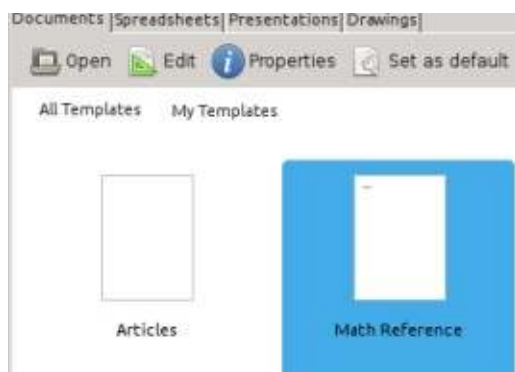 Documents Spreadsheets Presentations Drawings
Open Edit Properties Set as default
All Templates My Templates
Articles Math Reference